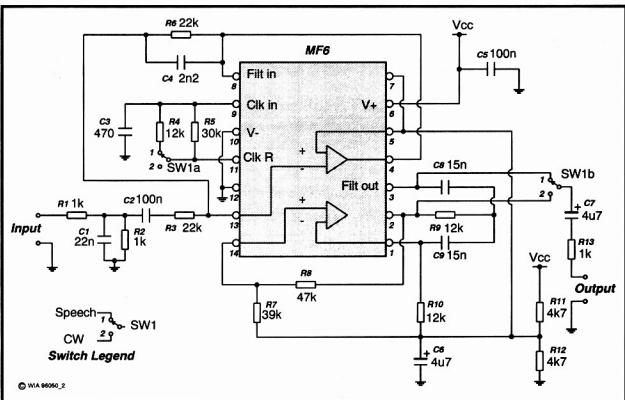 R6 22k
Vcc
MF6
C5 100n
C4 2n2
Filt in
8
7
Clk in
9
V+
6
C3
470
R4
12k
R5
30k
V-
10
5
1
2
SW1a
Clk R
11
+
-
4
C8 15n
12
Filt out
3
SW1b
1
2
C7
4u7
R1 1k
C2 100n
R3 22k
13
+
-
2
R9 12k
Input
C1
22n
R2
1k
14
1
C9 15n
R13
1k
Vcc
R8
47k
Output
R7
39k
R10
12k
R11
4k7
Speech
1
2
SW1
CW
Switch Legend
C6
4u7
R12
4k7
+
© WIA 96050_2